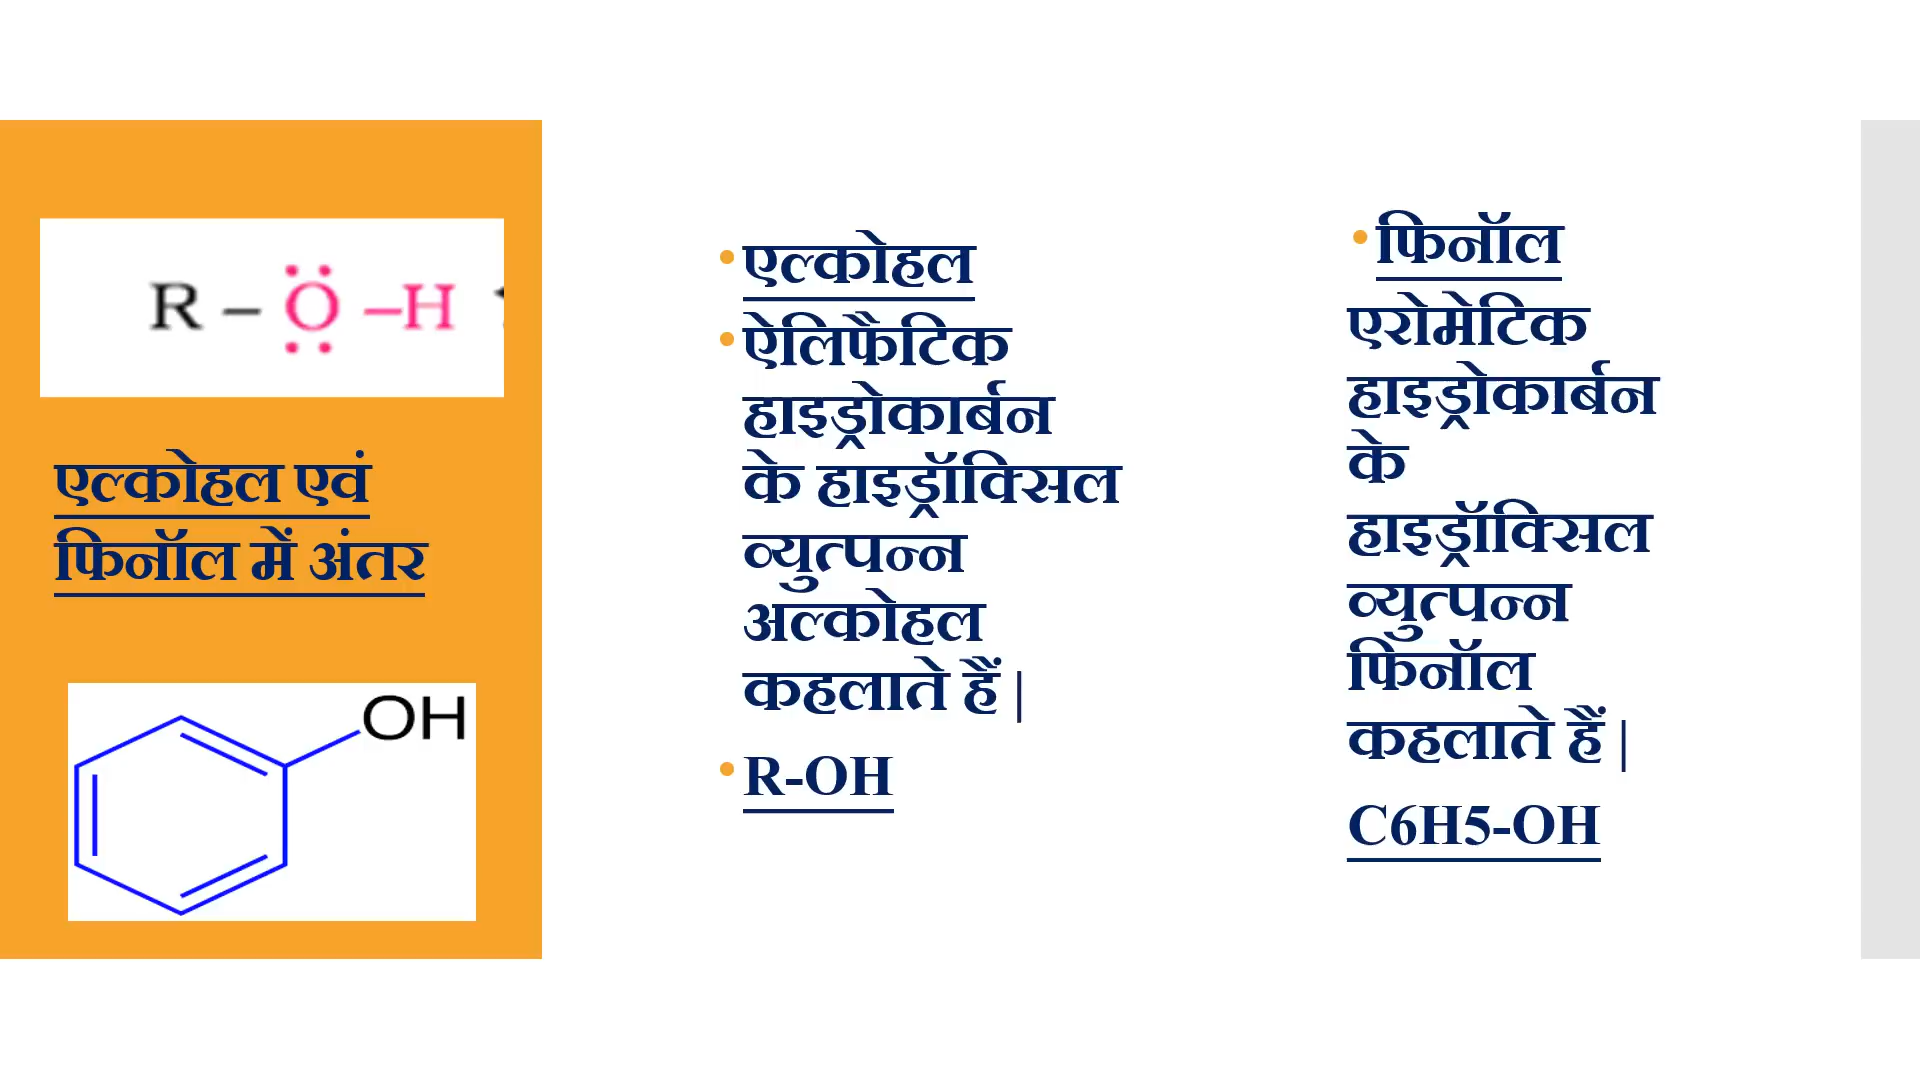 R – O – H
एल्कोहल एवं
फिनॉल में अंतर
OH
एल्कोहल
ऐलिफैटिक
हाइड्रोकार्बन
के हाइड्रॉक्सिल
व्युत्पन्न
अल्कोहल
कहलाते हैं |
R-OH
फिनॉल
एरोमेटिक
हाइड्रोकार्बन
के
हाइड्रॉक्सिल
व्युत्पन्न
फिनॉल
कहलाते हैं |
C6H5-OH